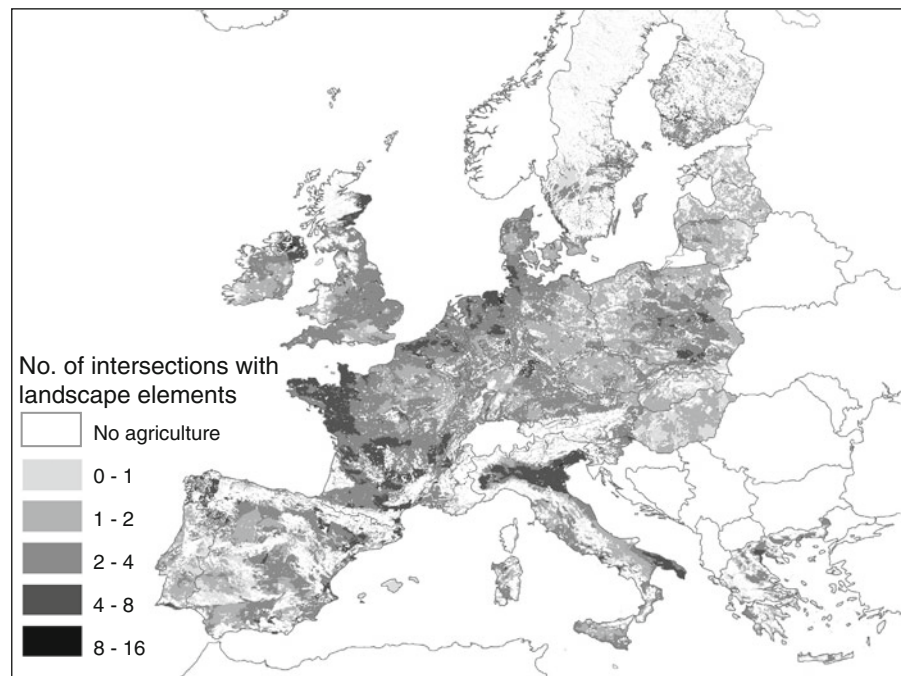 No. of intersections with
landscape elements
No agriculture
0 - 1
1 - 2
2 - 4
4 - 8
8 - 16